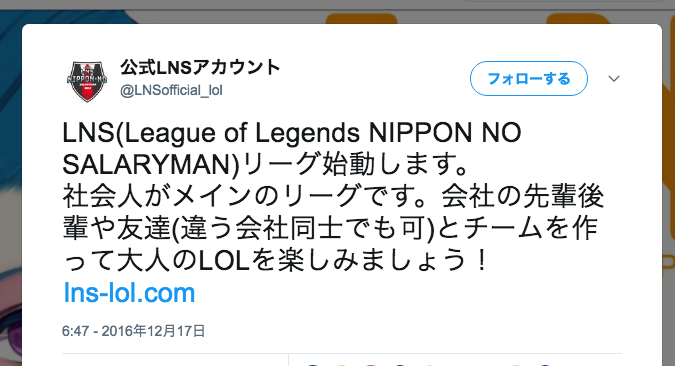 公式LNSアカウント
@LNSofficial_lol
フォローする
LNS(League of Legends NIPPON NO
SALARYMAN)リーグ始動します。
社会人がメインのリーグです。会社の先輩後
輩や友達(違う会社同士でも可)とチームを作
って大人のLOLを楽しみましょう！
lns-lol.com
6:47 - 2016年12月17日